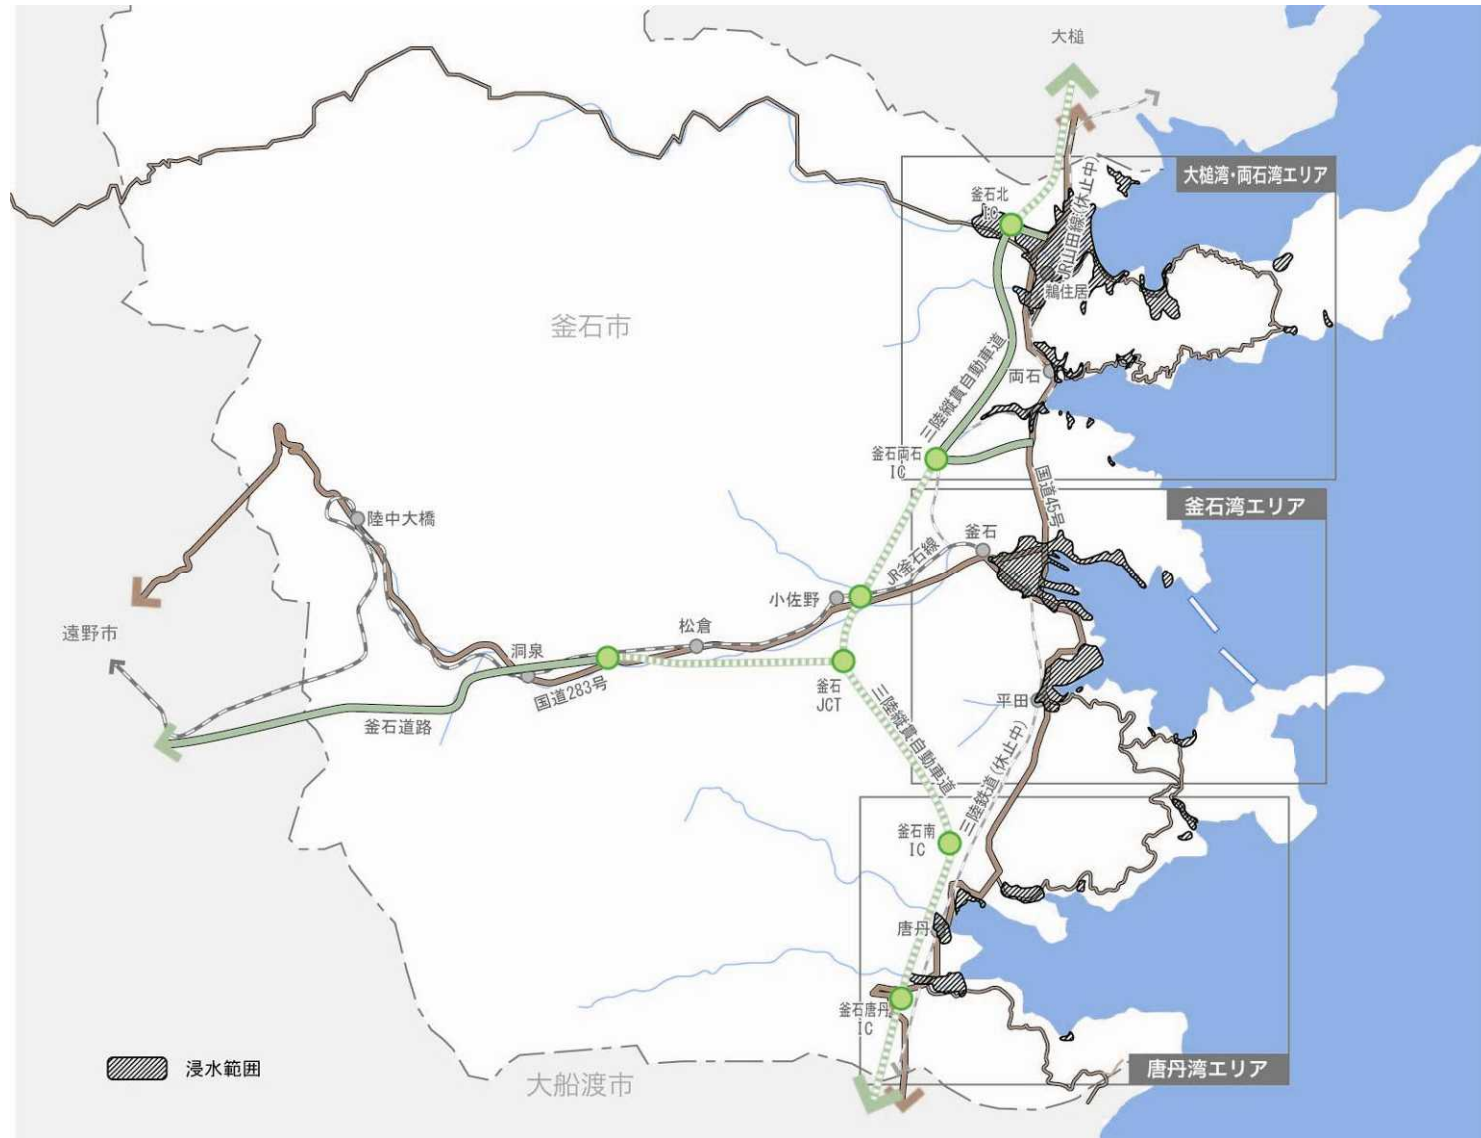 大槌
大槌湾・両石湾エリア
釜石北
IC
JR山田線(休止中)
鵜住居
釜石市
三陸縦貫自動車道
両石
釜石両石
IC
国道45号
釜石湾エリア
陸中大橋
釜石
JR釜石線
小佐野
遠野市
松倉
洞泉
国道283号
釜石
JCT
釜石道路
三陸縦貫自動車道
平田
三陸鉄道(休止中)
釜石南
IC
唐丹
釜石唐丹
IC
浸水範囲
大船渡市
唐丹湾エリア